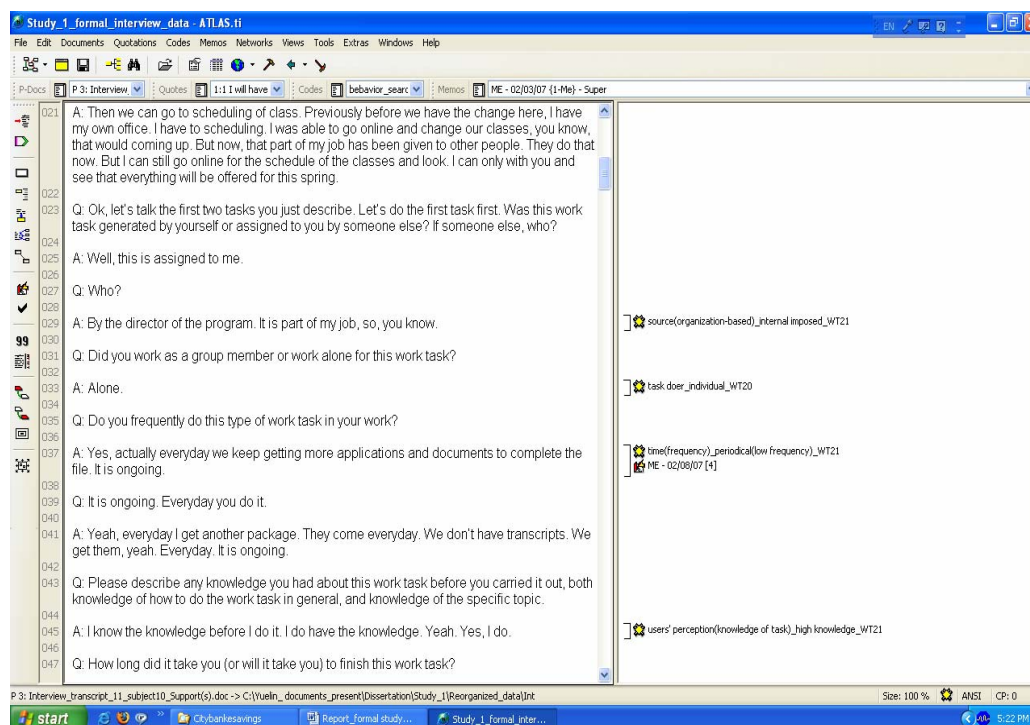 Study_1_formal_interview_data - ATLAS.ti
EN
File Edit Documents Quotations Codes Memos Networks Views Tools Extras Windows Help
P-Docs P 3: Interview_ Quotes 1:1 I will have Codes bebavior_searc Memos ME - 02/03/07 {1-Me} - Super
021 A: Then we can go to scheduling of class. Previously before we have the change here, I have
my own office. I have to scheduling. I was able to go online and change our classes, you know,
that would coming up. But now, that part of my job has been given to other people. They do that
now. But I can still go online for the schedule of the classes and look. I can only with you and
see that everything will be offered for this spring.
022
023 Q: Ok, let's talk the first two tasks you just describe. Let's do the first task first. Was this work
task generated by yourself or assigned to you by someone else? If someone else, who?
024
025 A: Well, this is assigned to me.
026
027 Q: Who?
028
029 A: By the director of the program. It is part of my job, so, you know. source(organization-based)_internal imposed_WT21
030
031 Q: Did you work as a group member or work alone for this work task?
032
033 A: Alone. task doer_individual_WT20
034
035 Q: Do you frequently do this type of work task in your work?
036
037 A: Yes, actually everyday we keep getting more applications and documents to complete the time(frequency)_periodical(low frequency)_WT21
file. It is ongoing. ME - 02/08/07 [4]
038
039 Q: It is ongoing. Everyday you do it.
040
041 A: Yeah, everyday I get another package. They come everyday. We don't have transcripts. We
get them, yeah. Everyday. It is ongoing.
042
043 Q: Please describe any knowledge you had about this work task before you carried it out, both
knowledge of how to do the work task in general, and knowledge of the specific topic.
044
045 A: I know the knowledge before I do it. I do have the knowledge. Yeah. Yes, I do. users' perception(knowledge of task)_high knowledge_WT21
046
047 Q: How long did it take you (or will it take you) to finish this work task?
99
P 3: Interview_transcript_11_subject10_Support(s).doc -> C:\Yuelin_ documents_present\Dissertation\Study_1\Reorganized_data\Int Size: 100 % ANSI CP: 0
start Citybankesavings Report_formal study... Study_1_formal_inter... 5:22 PM